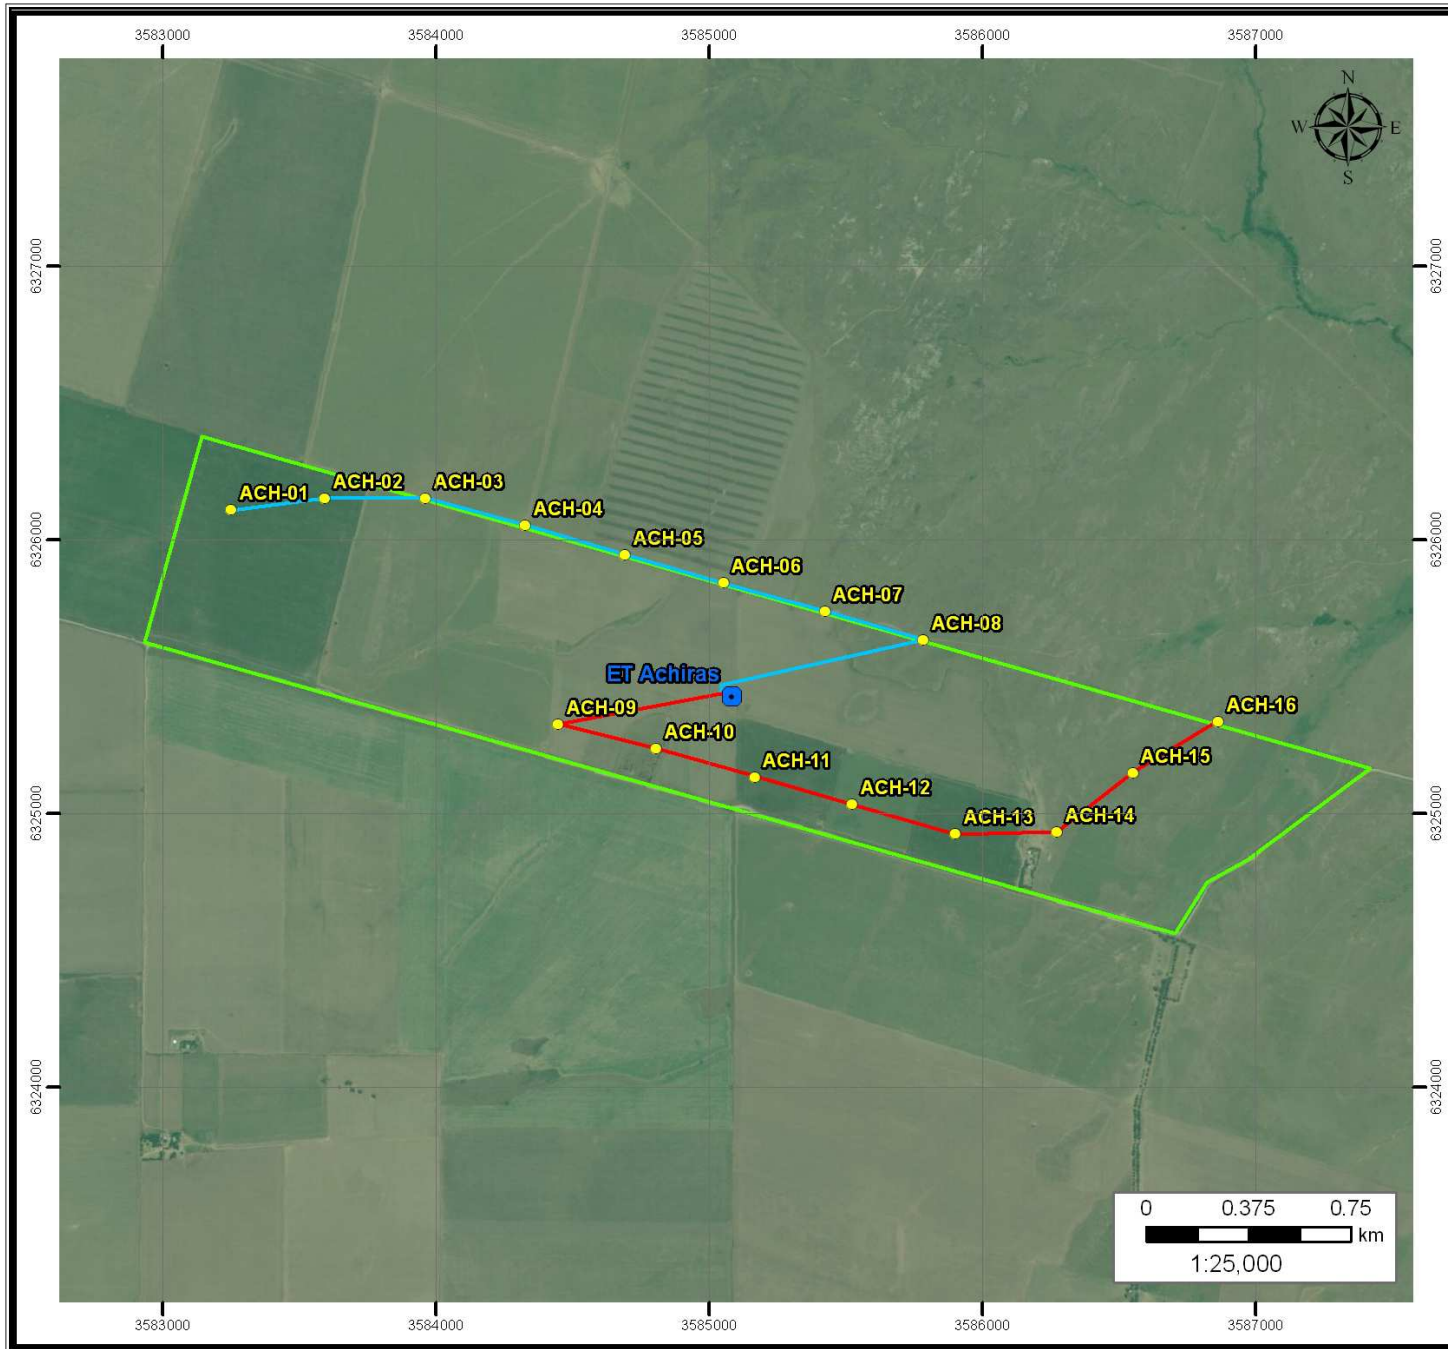 3583000 3584000 3585000 3586000 3587000
N
W E
S
6327000 6327000
ACH-01 ACH-02 ACH-03
ACH-04
6326000 6326000
ACH-05
ACH-06
ACH-07
ACH-08
ET Achiras
ACH-09 ACH-16
ACH-10
ACH-15
ACH-11
ACH-12
6325000 6325000
ACH-13 ACH-14
6324000 6324000
0 0.375 0.75
km
1:25,000
3583000 3584000 3585000 3586000 3587000